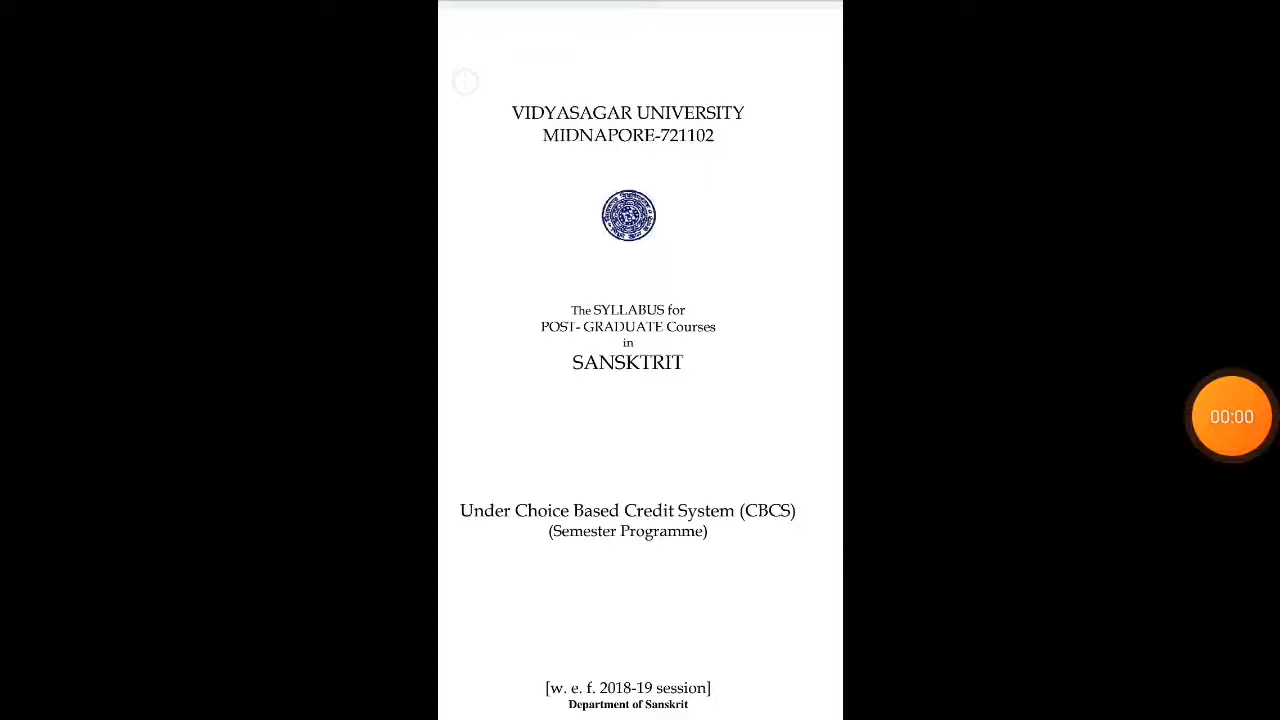 VIDYASAGAR UNIVERSITY
MIDNAPORE-721102
The SYLLABUS for
POST- GRADUATE Courses
in
SANSKTRIT
00:00
Under Choice Based Credit System (CBCS)
(Semester Programme)
[w. e. f. 2018-19 session]
Department of Sanskrit